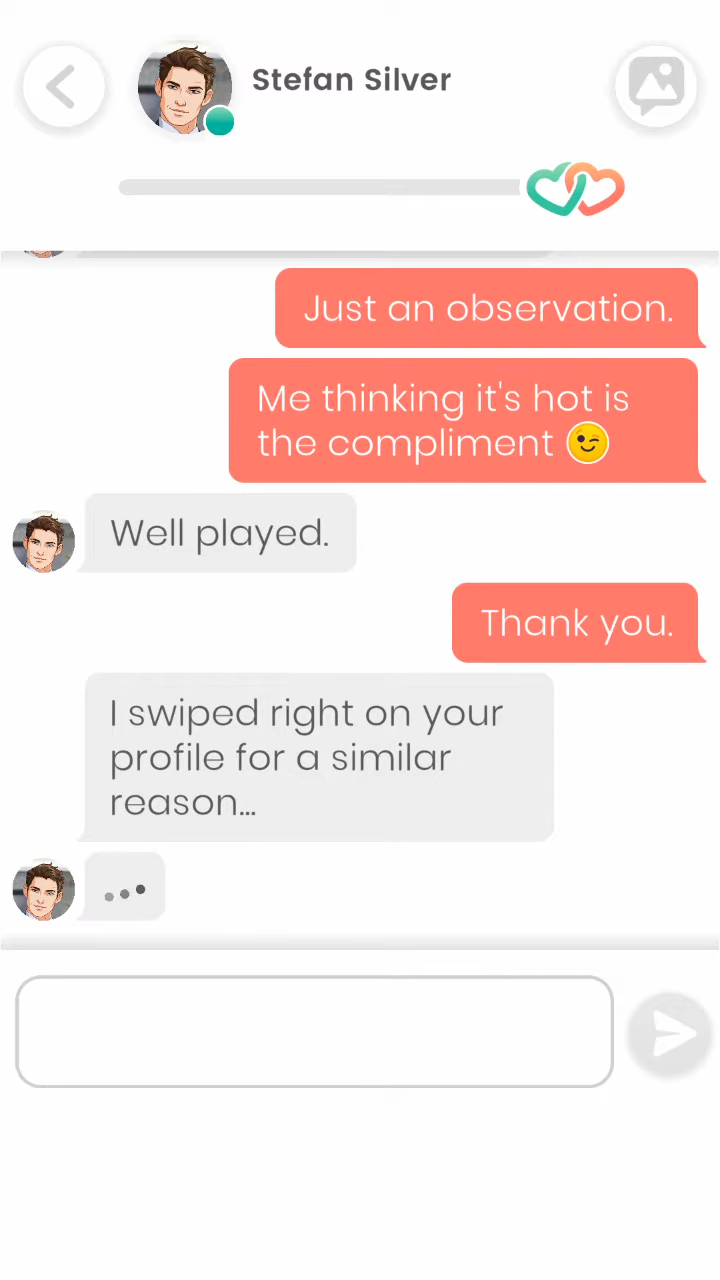 Stefan Silver
Just an observation.
Me thinking it's hot is
the compliment 😉
Well played.
Thank you.
I swiped right on your
profile for a similar
reason...
...